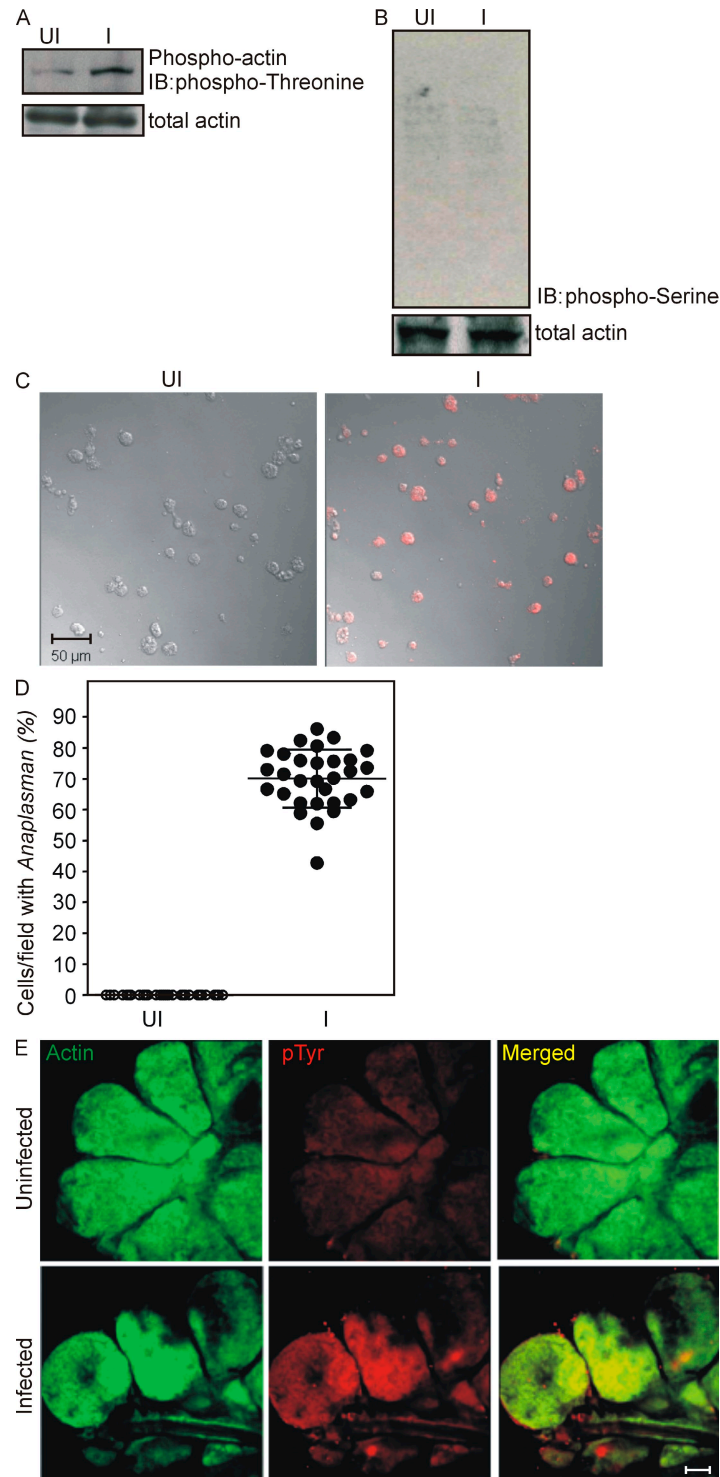 A
UI I
Phospho-actin
IB:phospho-Threonine
total actin
B
UI I
IB:phospho-Serine
total actin
C
UI I
50 µm
D
Cells/field with Anaplasman (%)
90
80
70
60
50
40
30
20
10
0
UI I
E
Actin pTyr Merged
Uninfected
Infected